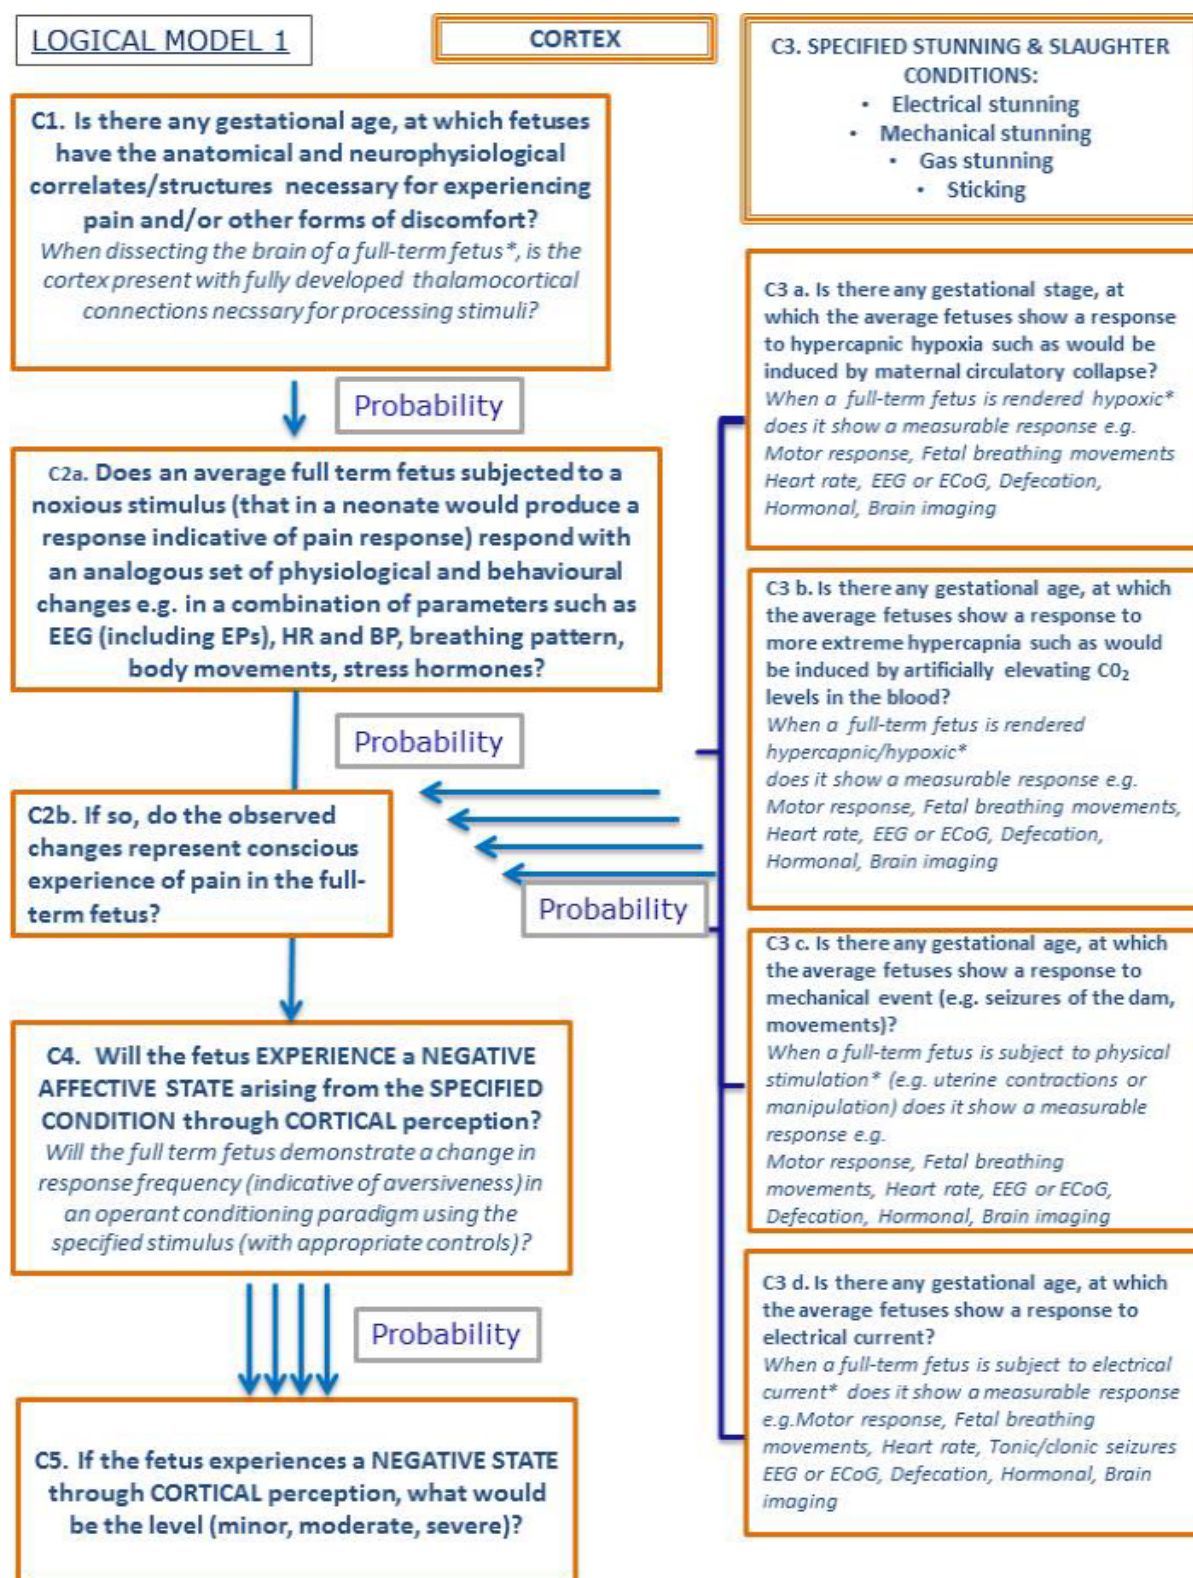 LOGICAL MODEL 1
CORTEX
C1. Is there any gestational age, at which fetuses
have the anatomical and neurophysiological
correlates/structures necessary for experiencing
pain and/or other forms of discomfort?
When dissecting the brain of a full-term fetus*, is the
cortex present with fully developed thalamocortical
connections necssary for processing stimuli?
Probability
C2a. Does an average full term fetus subjected to a
noxious stimulus (that in a neonate would produce a
response indicative of pain response) respond with
an analogous set of physiological and behavioural
changes e.g. in a combination of parameters such as
EEG (including EPs), HR and BP, breathing pattern,
body movements, stress hormones?
Probability
C2b. If so, do the observed
changes represent conscious
experience of pain in the full-
term fetus?
Probability
C4. Will the fetus EXPERIENCE a NEGATIVE
AFFECTIVE STATE arising from the SPECIFIED
CONDITION through CORTICAL perception?
Will the full term fetus demonstrate a change in
response frequency (indicative of aversiveness) in
an operant conditioning paradigm using the
specified stimulus (with appropriate controls)?
Probability
C5. If the fetus experiences a NEGATIVE STATE
through CORTICAL perception, what would
be the level (minor, moderate, severe)?
C3. SPECIFIED STUNNING & SLAUGHTER
CONDITIONS:
• Electrical stunning
• Mechanical stunning
• Gas stunning
• Sticking
C3 a. Is there any gestational stage, at
which the average fetuses show a response
to hypercapnic hypoxia such as would be
induced by maternal circulatory collapse?
When a full-term fetus is rendered hypoxic*
does it show a measurable response e.g.
Motor response, Fetal breathing movements
Heart rate, EEG or ECoG, Defecation,
Hormonal, Brain imaging
C3 b. Is there any gestational age, at which
the average fetuses show a response to
more extreme hypercapnia such as would
be induced by artificially elevating C0₂
levels in the blood?
When a full-term fetus is rendered
hypercapnic/hypoxic*
does it show a measurable response e.g.
Motor response, Fetal breathing movements,
Heart rate, EEG or ECoG, Defecation,
Hormonal, Brain imaging
C3 c. Is there any gestational age, at which
the average fetuses show a response to
mechanical event (e.g. seizures of the dam,
movements)?
When a full-term fetus is subject to physical
stimulation* (e.g. uterine contractions or
manipulation) does it show a measurable
response e.g.
Motor response, Fetal breathing
movements, Heart rate, EEG or ECoG,
Defecation, Hormonal, Brain imaging
C3 d. Is there any gestational age, at which
the average fetuses show a response to
electrical current?
When a full-term fetus is subject to electrical
current* does it show a measurable response
e.g.Motor response, Fetal breathing
movements, Heart rate, Tonic/clonic seizures
EEG or ECoG, Defecation, Hormonal, Brain
imaging